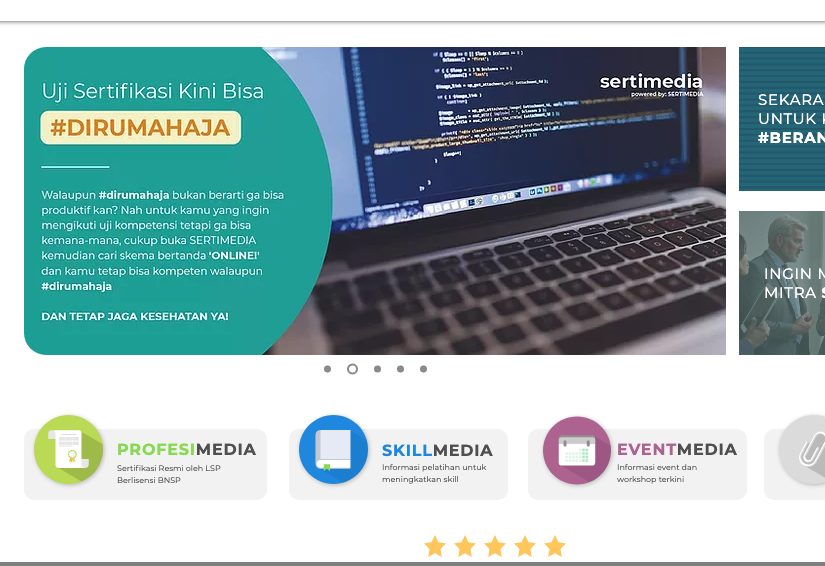 Uji Sertifikasi Kini Bisa
#DIRUMAHAJA
Walaupun #dirumahaja bukan berarti ga bisa
produktif kan? Nah untuk kamu yang ingin
mengikuti uji kompetensi tetapi ga bisa
kemana-mana, cukup buka SERTIMEDIA
kemudian cari skema bertanda 'ONLINE!'
dan kamu tetap bisa kompeten walaupun
#dirumahaja
DAN TETAP JAGA KESEHATAN YA!
sertimedia
powered by: SERTIMEDIA
SEKARA
UNTUK K
#BERAN
INGIN M
MITRA S
PROFESIMEDIA
Sertifikasi Resmi oleh LSP
Berlisensi BNSP
SKILLMEDIA
Informasi pelatihan untuk
meningkatkan skill
EVENTMEDIA
Informasi event dan
workshop terkini